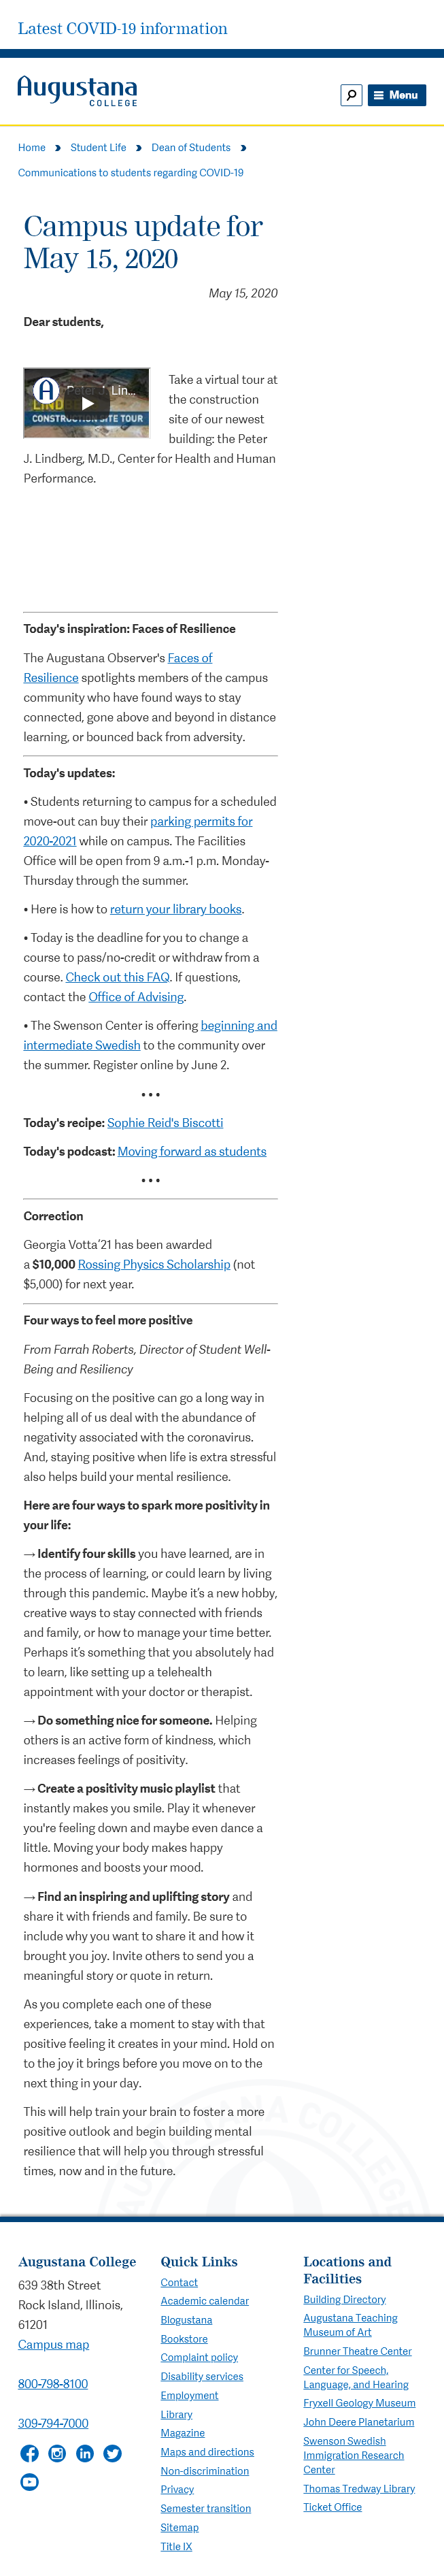 Latest COVID-19 information
Augustana
COLLEGE
Menu
Home
Student Life
Dean of Students
Communications to students regarding COVID-19
Campus update for
May 15, 2020
May 15, 2020
Dear students,
Take a virtual tour at
the construction
site of our newest
building: the Peter
J. Lindberg, M.D., Center for Health and Human
Performance.
CONSTRUCTION SITE TOUR
Today's inspiration: Faces of Resilience
The Augustana Observer's Faces of
Resilience spotlights members of the campus
community who have found ways to stay
connected, gone above and beyond in distance
learning, or bounced back from adversity.
Today's updates:
• Students returning to campus for a scheduled
move-out can buy their parking permits for
2020-2021 while on campus. The Facilities
Office will be open from 9 a.m.-1 p.m. Monday-
Thursday through the summer.
• Here is how to return your library books.
• Today is the deadline for you to change a
course to pass/no-credit or withdraw from a
course. Check out this FAQ. If questions,
contact the Office of Advising.
• The Swenson Center is offering beginning and
intermediate Swedish to the community over
the summer. Register online by June 2.
• • •
Today's recipe: Sophie Reid's Biscotti
Today's podcast: Moving forward as students
• • •
Correction
Georgia Votta’21 has been awarded
a $10,000 Rossing Physics Scholarship (not
$5,000) for next year.
Four ways to feel more positive
From Farrah Roberts, Director of Student Well-
Being and Resiliency
Focusing on the positive can go a long way in
helping all of us deal with the abundance of
negativity associated with the coronavirus.
And, staying positive when life is extra stressful
also helps build your mental resilience.
Here are four ways to spark more positivity in
your life:
→ Identify four skills you have learned, are in
the process of learning, or could learn by living
through this pandemic. Maybe it’s a new hobby,
creative ways to stay connected with friends
and family, or how to manage your time better.
Perhaps it’s something that you absolutely had
to learn, like setting up a telehealth
appointment with your doctor or therapist.
→ Do something nice for someone. Helping
others is an active form of kindness, which
increases feelings of positivity.
→ Create a positivity music playlist that
instantly makes you smile. Play it whenever
you're feeling down and maybe even dance a
little. Moving your body makes happy
hormones and boosts your mood.
→ Find an inspiring and uplifting story and
share it with friends and family. Be sure to
include why you want to share it and how it
brought you joy. Invite others to send you a
meaningful story or quote in return.
As you complete each one of these
experiences, take a moment to stay with that
positive feeling it creates in your mind. Hold on
to the joy it brings before you move on to the
next thing in your day.
This will help train your brain to foster a more
positive outlook and begin building mental
resilience that will help you through stressful
times, now and in the future.
Augustana College
639 38th Street
Rock Island, Illinois,
61201
Campus map
800-798-8100
309-794-7000
Quick Links
Contact
Academic calendar
Blogustana
Bookstore
Complaint policy
Disability services
Employment
Library
Magazine
Maps and directions
Non-discrimination
Privacy
Semester transition
Sitemap
Title IX
Locations and
Facilities
Building Directory
Augustana Teaching
Museum of Art
Brunner Theatre Center
Center for Speech,
Language, and Hearing
Fryxell Geology Museum
John Deere Planetarium
Swenson Swedish
Immigration Research
Center
Thomas Tredway Library
Ticket Office